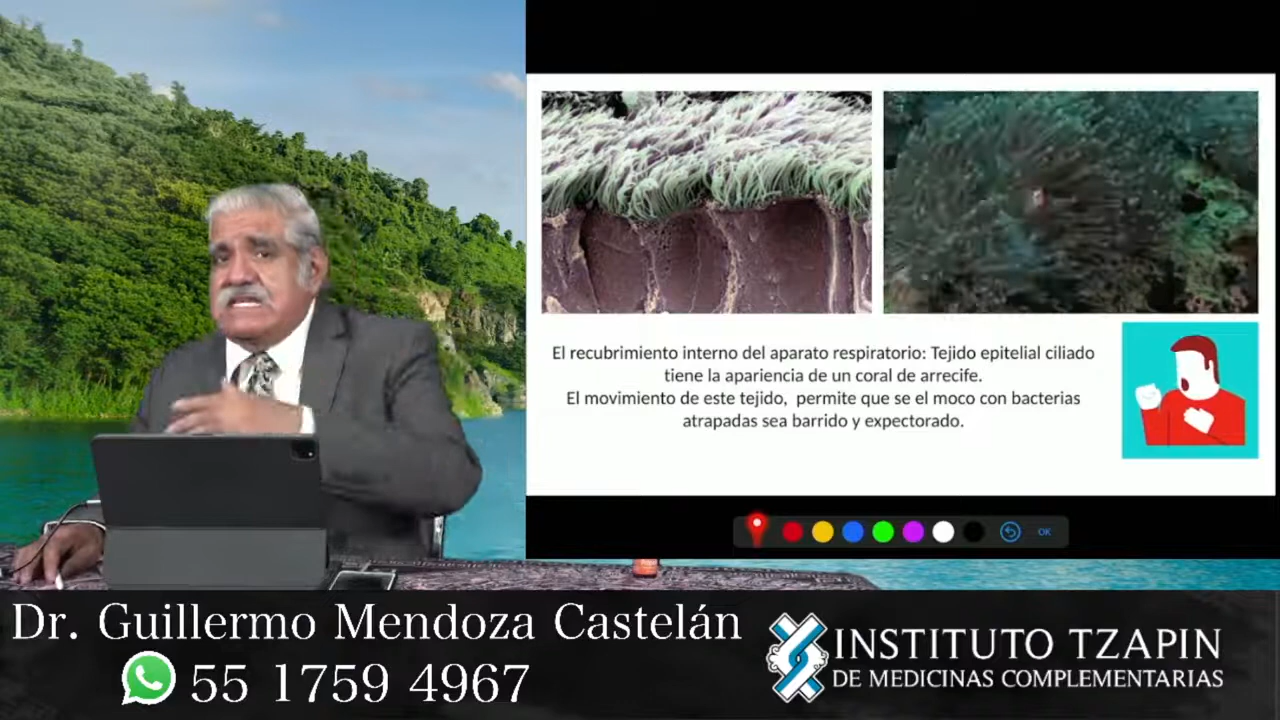 El recubrimiento interno del aparato respiratorio: Tejido epitelial ciliado
tiene la apariencia de un coral de arrecife.
El movimiento de este tejido, permite que se el moco con bacterias
atrapadas sea barrido y expectorado.
OK
Dr. Guillermo Mendoza Castelán
55 1759 4967
INSTITUTO TZAPIN
DE MEDICINAS COMPLEMENTARIAS